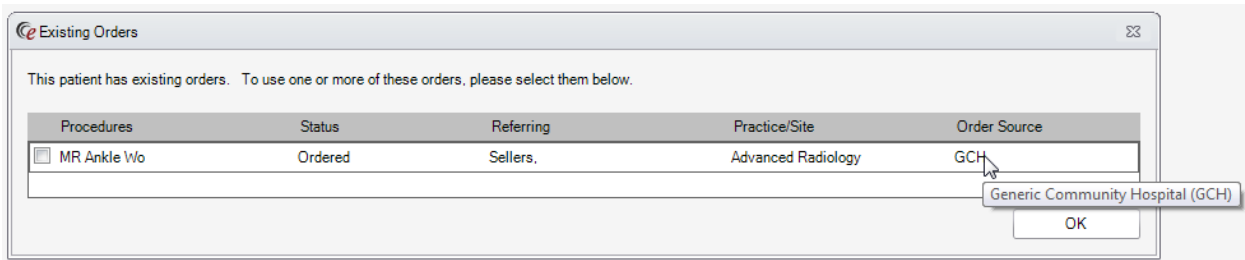 Existing Orders
This patient has existing orders. To use one or more of these orders, please select them below.
Procedures Status Referring Practice/Site Order Source
MR Ankle Wo Ordered Sellers, Advanced Radiology GCH
Generic Community Hospital (GCH)
OK